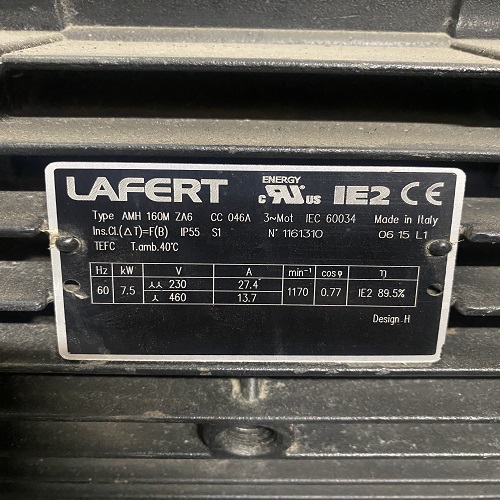 LAFERT ENERGY c RU US IE2 CE
Type AMH 160M ZA6 CC 046A 3~Mot IEC 60034 Made in Italy
Ins.Cl.(ΔT)=F(B) IP55 S1 N° 1161310 06 15 L1
TEFC T.amb.40°C
Hz kW V A min⁻¹ cosφ η
60 7.5 ⅄⅄ 230 27.4 1170 0.77 IE2 89.5%
⅄ 460 13.7
Design H